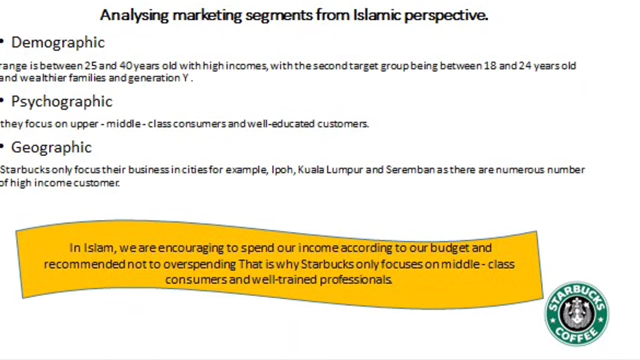 Analysing marketing segments from Islamic perspective.
• Demographic
range is between 25 and 40 years old with high incomes, with the second target group being between 18 and 24 years old
and wealthier families and generation Y .
• Psychographic
they focus on upper - middle - class consumers and well-educated customers.
• Geographic
Starbucks only focus their business in cities for example, Ipoh, Kuala Lumpur and Seremban as there are numerous number
of high income customer.
In Islam, we are encouraging to spend our income according to our budget and
recommended not to overspending That is why Starbucks only focuses on middle - class
consumers and well-trained professionals.
STARBUCKS
COFFEE